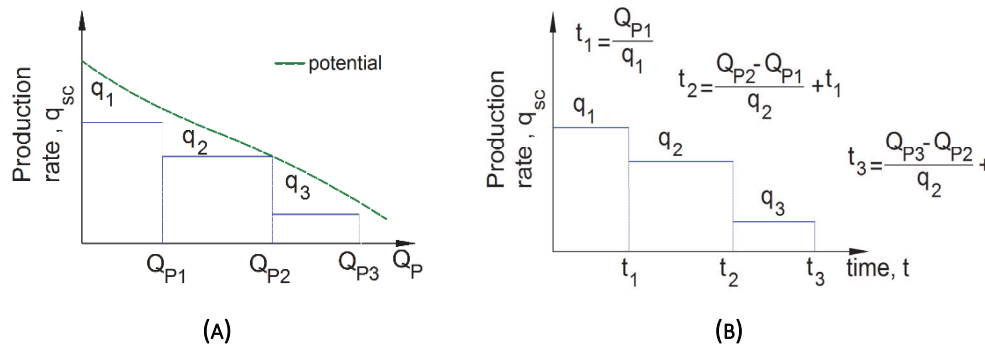 Production
rate , q_sc
potential
q_1
q_2
q_3
Q_P1
Q_P2
Q_P3
Q_P
(A)
Production
rate , q_sc
t_1=Q_P1/q_1
t_2=(Q_P2-Q_P1)/q_2+t_1
t_3=(Q_P3-Q_P2)/q_2+
q_1
q_2
q_3
t_1
t_2
t_3
time, t
(B)